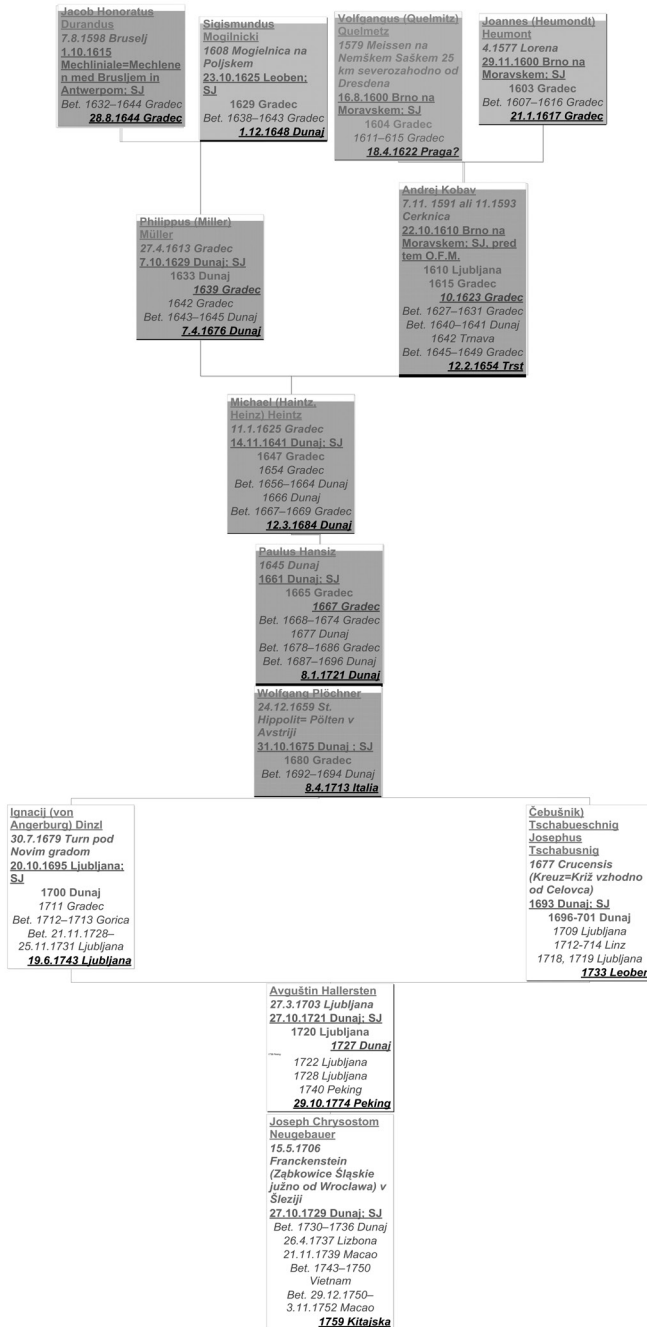 Jacob Honoratus
Durandus
7.8.1598 Bruselj
1.10.1615
Mechliniale=Mechlene
n med Brusljem in
Antwerpom; SJ
Bet. 1632–1644 Gradec
28.8.1644 Gradec
Sigismundus
Mogilnicki
1608 Mogielnica na
Poljskem
23.10.1625 Leoben;
SJ
1629 Gradec
Bet. 1638–1643 Gradec
1.12.1648 Dunaj
Volfgangus (Quelmitz)
Quelmetz
1579 Meissen na
Nemškem Saškem 25
km severozahodno od
Dresdena
16.8.1600 Brno na
Moravskem; SJ
1604 Gradec
1611–615 Gradec
18.4.1622 Praga?
Joannes (Heumondt)
Heumont
4.1577 Lorena
29.11.1600 Brno na
Moravskem; SJ
1603 Gradec
Bet. 1607–1616 Gradec
21.1.1617 Gradec
Philippus (Miller)
Müller
27.4.1613 Gradec
7.10.1629 Dunaj; SJ
1633 Dunaj
1639 Gradec
1642 Gradec
Bet. 1643–1645 Dunaj
7.4.1676 Dunaj
Andrej Kobav
7.11. 1591 ali 11.1593
Cerknica
22.10.1610 Brno na
Moravskem; SJ, pred
tem O.F.M.
1610 Ljubljana
1615 Gradec
10.1623 Gradec
Bet. 1627–1631 Gradec
Bet. 1640–1641 Dunaj
1642 Trnava
Bet. 1645–1649 Gradec
12.2.1654 Trst
Michael (Haintz,
Heinz) Heintz
11.1.1625 Gradec
14.11.1641 Dunaj; SJ
1647 Gradec
1654 Gradec
Bet. 1656–1664 Dunaj
1666 Dunaj
Bet. 1667–1669 Gradec
12.3.1684 Dunaj
Paulus Hansiz
1645 Dunaj
1661 Dunaj; SJ
1665 Gradec
1667 Gradec
Bet. 1668–1674 Gradec
1677 Dunaj
Bet. 1678–1686 Gradec
Bet. 1687–1696 Dunaj
8.1.1721 Dunaj
Wolfgang Plöchner
24.12.1659 St.
Hippolit= Pölten v
Avstriji
31.10.1675 Dunaj ; SJ
1680 Gradec
Bet. 1692–1694 Dunaj
8.4.1713 Italia
Ignacij (von
Angerburg) Dinzl
30.7.1679 Turn pod
Novim gradom
20.10.1695 Ljubljana;
SJ
1700 Dunaj
1711 Gradec
Bet. 1712–1713 Gorica
Bet. 21.11.1728–
25.11.1731 Ljubljana
19.6.1743 Ljubljana
Čebušnik)
Tschabueschnig
Josephus
Tschabusnig
1677 Crucensis
(Kreuz=Križ vzhodno
od Celovca)
1693 Dunaj; SJ
1696-701 Dunaj
1709 Ljubljana
1712-714 Linz
1718, 1719 Ljubljana
1733 Leoben
Avguštin Hallersten
27.3.1703 Ljubljana
27.10.1721 Dunaj; SJ
1720 Ljubljana
1727 Dunaj
1722 Ljubljana
1728 Ljubljana
1740 Peking
29.10.1774 Peking
Joseph Chrysostom
Neugebauer
15.5.1706
Franckenstein
(Ząbkowice Śląskie
južno od Wroclawa) v
Šleziji
27.10.1729 Dunaj; SJ
Bet. 1730–1736 Dunaj
26.4.1737 Lizbona
21.11.1739 Macao
Bet. 1743–1750
Vietnam
Bet. 29.12.1750–
3.11.1752 Macao
1759 Kitajska